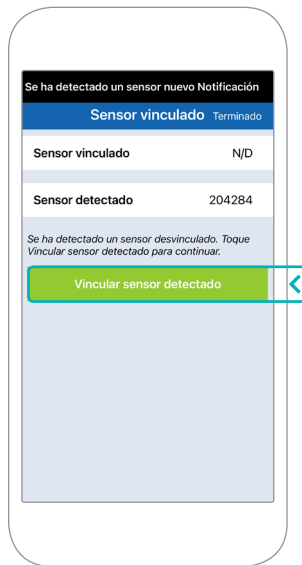 Se ha detectado un sensor nuevo Notificación
Sensor vinculado Terminado
Sensor vinculado N/D
Sensor detectado 204284
Se ha detectado un sensor desvinculado. Toque
Vincular sensor detectado para continuar.
Vincular sensor detectado